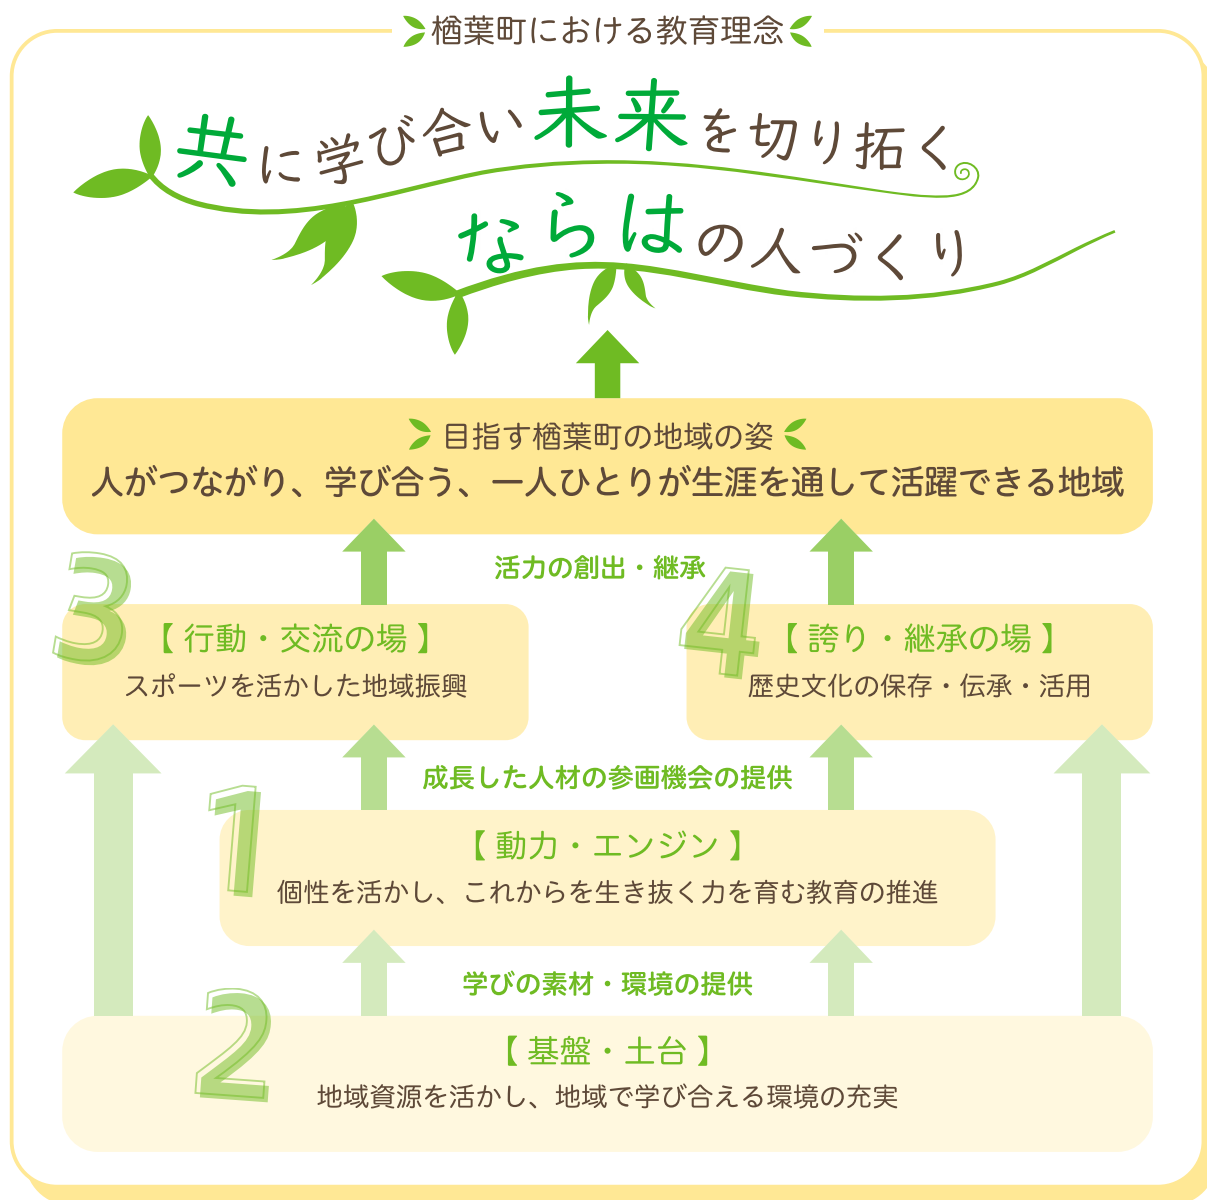 楢葉町における教育理念
共に学び合い未来を切り拓く
ならはの人づくり
目指す楢葉町の地域の姿
人がつながり、学び合う、一人ひとりが生涯を通して活躍できる地域
活力の創出・継承
3
【 行動・交流の場 】
スポーツを活かした地域振興
4
【 誇り・継承の場 】
歴史文化の保存・伝承・活用
成長した人材の参画機会の提供
1
【 動力・エンジン 】
個性を活かし、これからを生き抜く力を育む教育の推進
学びの素材・環境の提供
2
【 基盤・土台 】
地域資源を活かし、地域で学び合える環境の充実